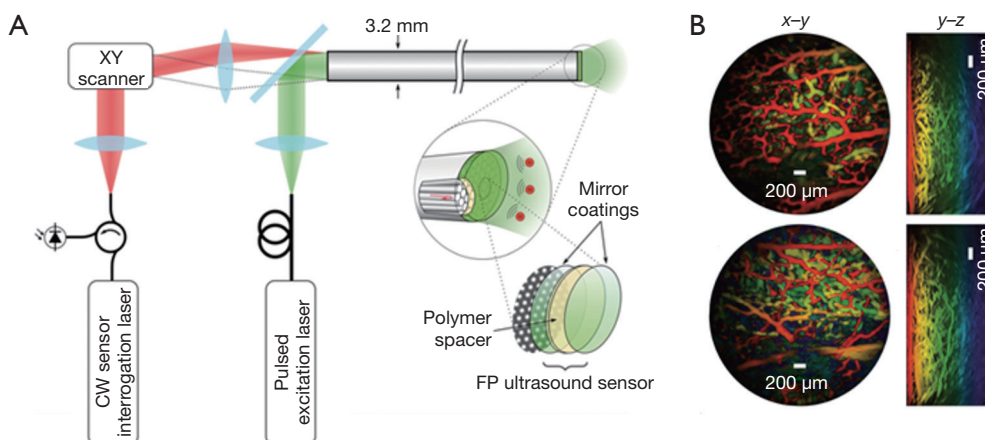 A
XY
scanner
3.2 mm
CW sensor
interrogation laser
Pulsed
excitation laser
Mirror
coatings
Polymer
spacer
FP ultrasound sensor
B
x–y
y–z
200 µm
200 µm
200 µm
200 µm